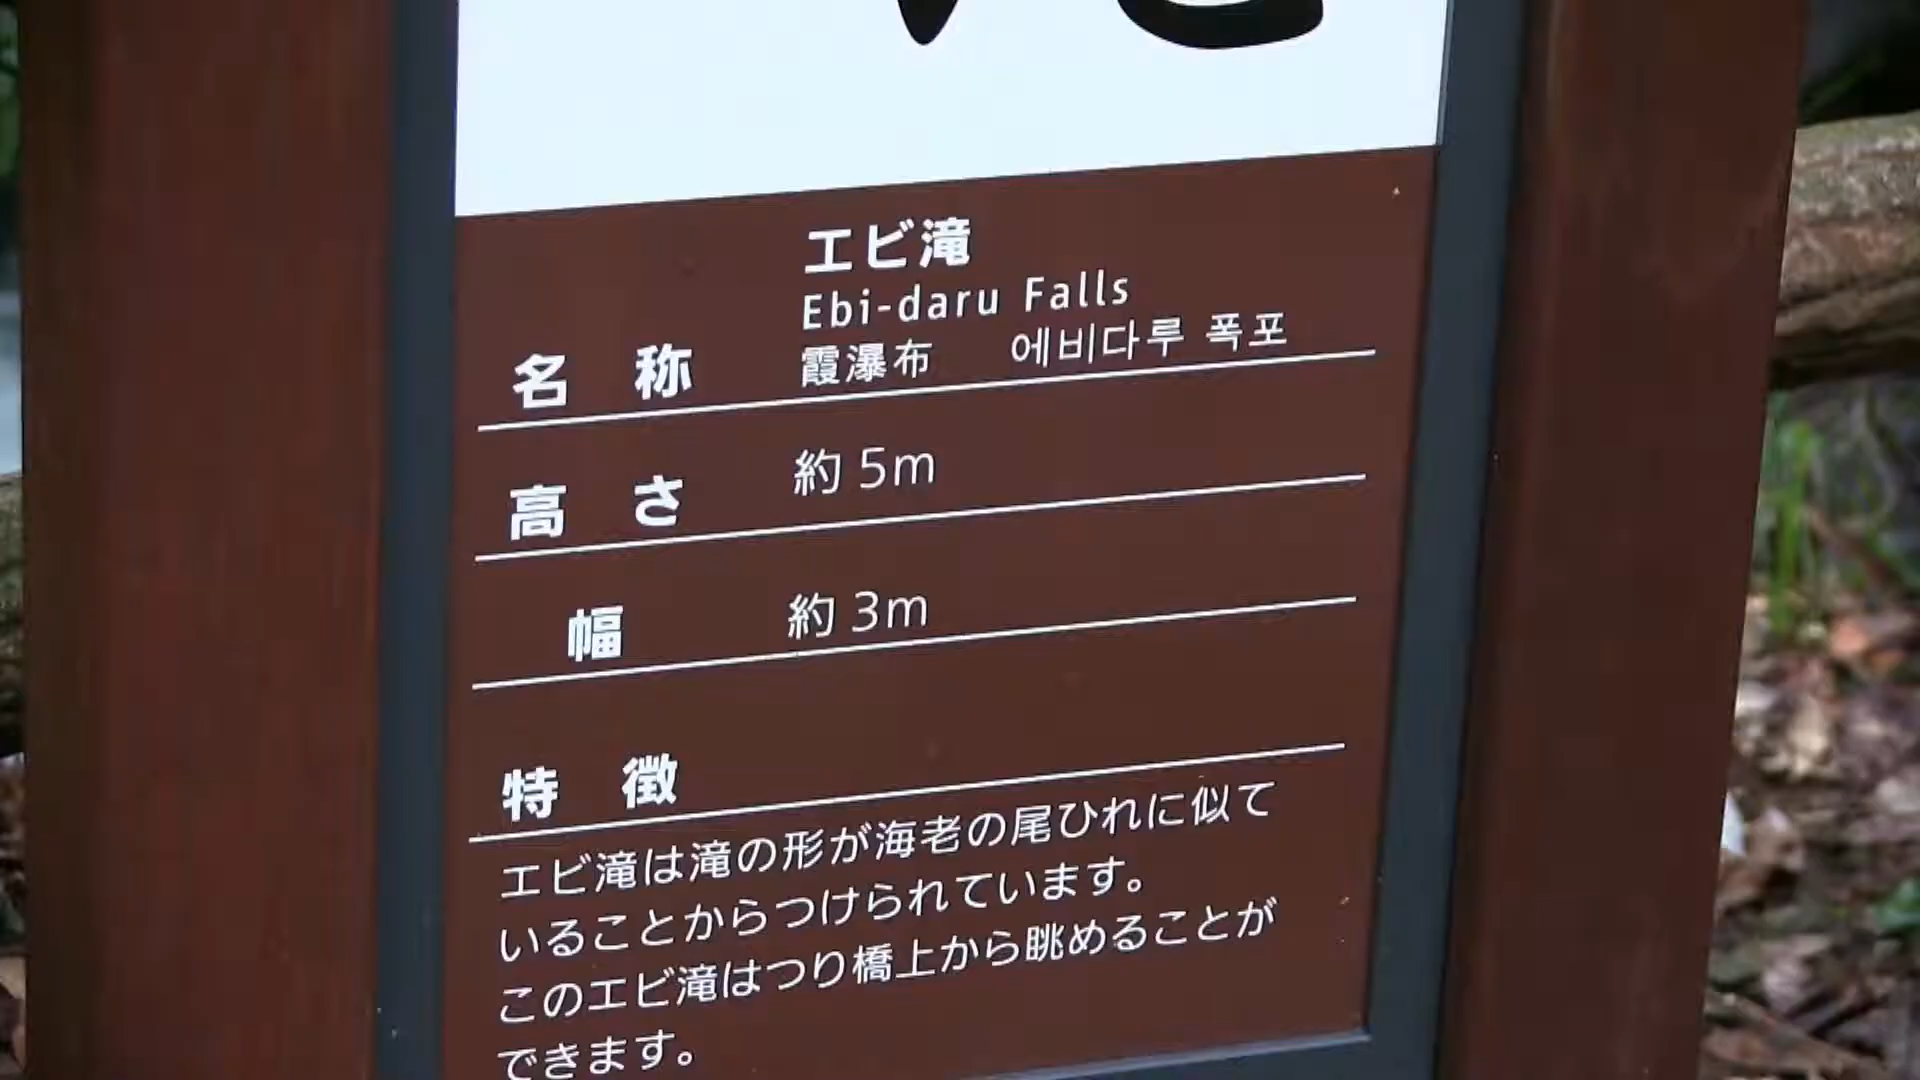 エビ滝
Ebi-daru Falls
名 称 霞瀑布 에비다루 폭포
高 さ 約 5m
幅 約 3m
特 徴
エビ滝は滝の形が海老の尾ひれに似て
いることからつけられています。
このエビ滝はつり橋上から眺めることが
できます。